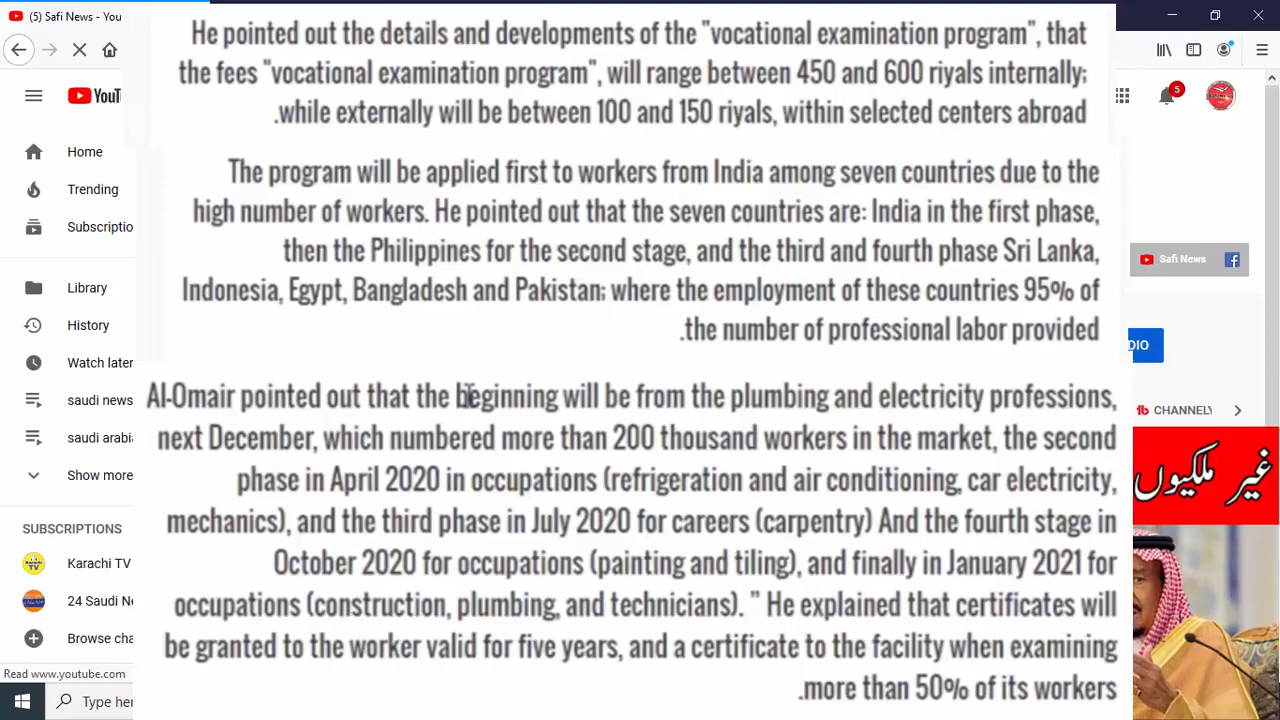 (5) Safi News
He pointed out the details and developments of the "vocational examination program", that
the fees "vocational examination program", will range between 450 and 600 riyals internally;
.while externally will be between 100 and 150 riyals, within selected centers abroad
The program will be applied first to workers from India among seven countries due to the
high number of workers. He pointed out that the seven countries are: India in the first phase,
then the Philippines for the second stage, and the third and fourth phase Sri Lanka,
Indonesia, Egypt, Bangladesh and Pakistan; where the employment of these countries 95% of
.the number of professional labor provided
Al-Omair pointed out that the beginning will be from the plumbing and electricity professions,
next December, which numbered more than 200 thousand workers in the market, the second
phase in April 2020 in occupations (refrigeration and air conditioning, car electricity,
mechanics), and the third phase in July 2020 for careers (carpentry) And the fourth stage in
October 2020 for occupations (painting and tiling), and finally in January 2021 for
occupations (construction, plumbing, and technicians). " He explained that certificates will
be granted to the worker valid for five years, and a certificate to the facility when examining
.more than 50% of its workers
YouT
Home
Trending
Subscriptio
Library
History
Watch later
saudi news
saudi arabi
Show more
SUBSCRIPTIONS
Karachi TV
Karachi TV
24 Saudi Ne
Browse cha
Read www.youtube.com
Type her
5
Safi News
DIO
CHANNEL
غیر ملکیوں